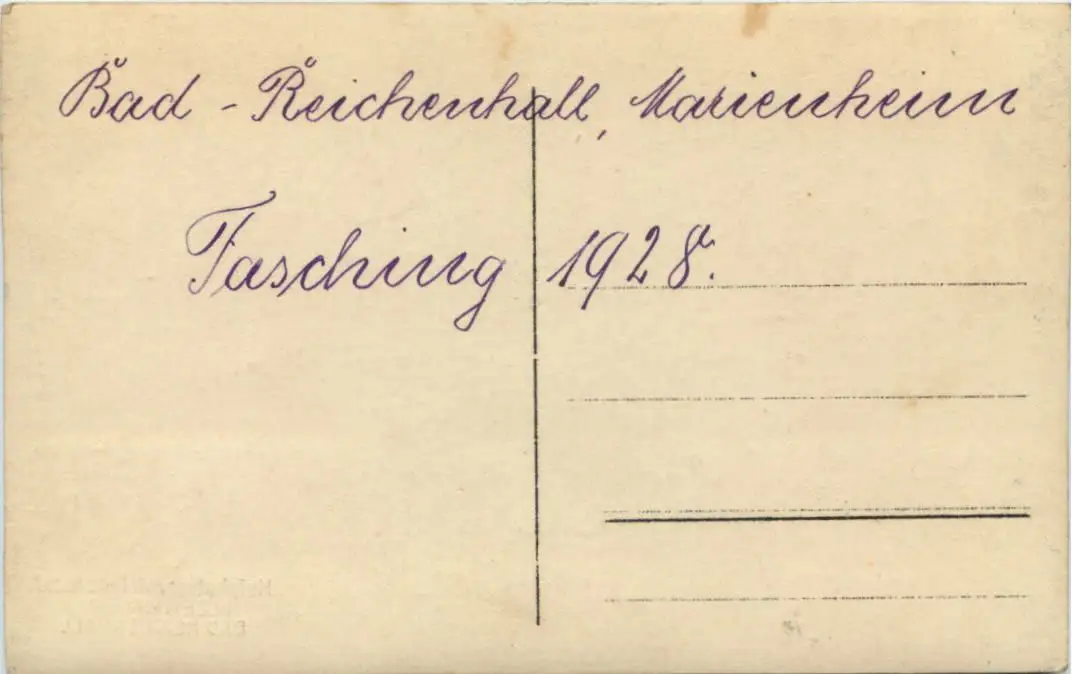 Bad - Reichenhall, Marienheim
Fasching 1928.